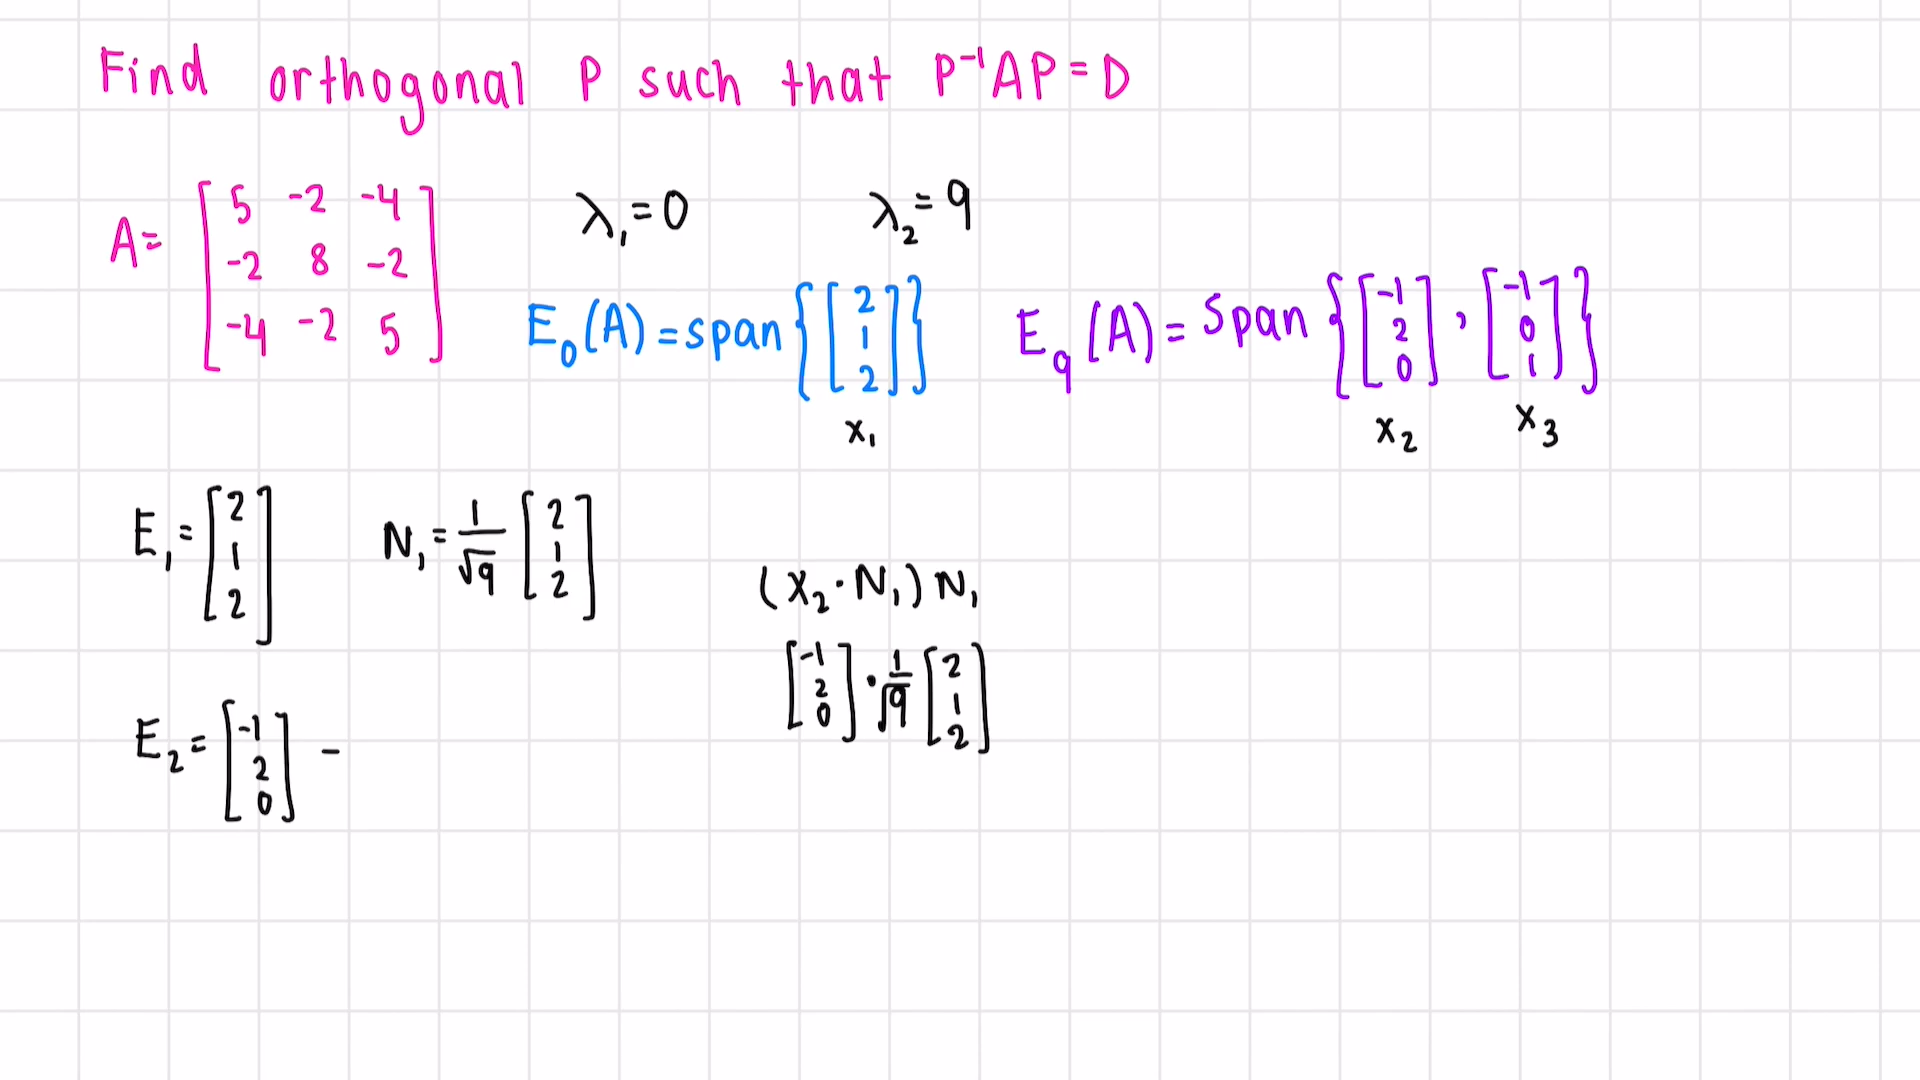 Find orthogonal P such that P⁻¹AP=D
A= [5 -2 -4; -2 8 -2; -4 -2 5]
λ₁=0
λ₂=9
E₀(A)=span{[2; 1; 2]}
x₁
E₉(A)=span{[-1; 2; 0], [-1; 0; 1]}
x₂ x₃
E₁=[2; 1; 2]
N₁=1/√9 [2; 1; 2]
(x₂·N₁)N₁
[-1; 2; 0]·1/√9 [2; 1; 2]
E₂=[-1; 2; 0] -